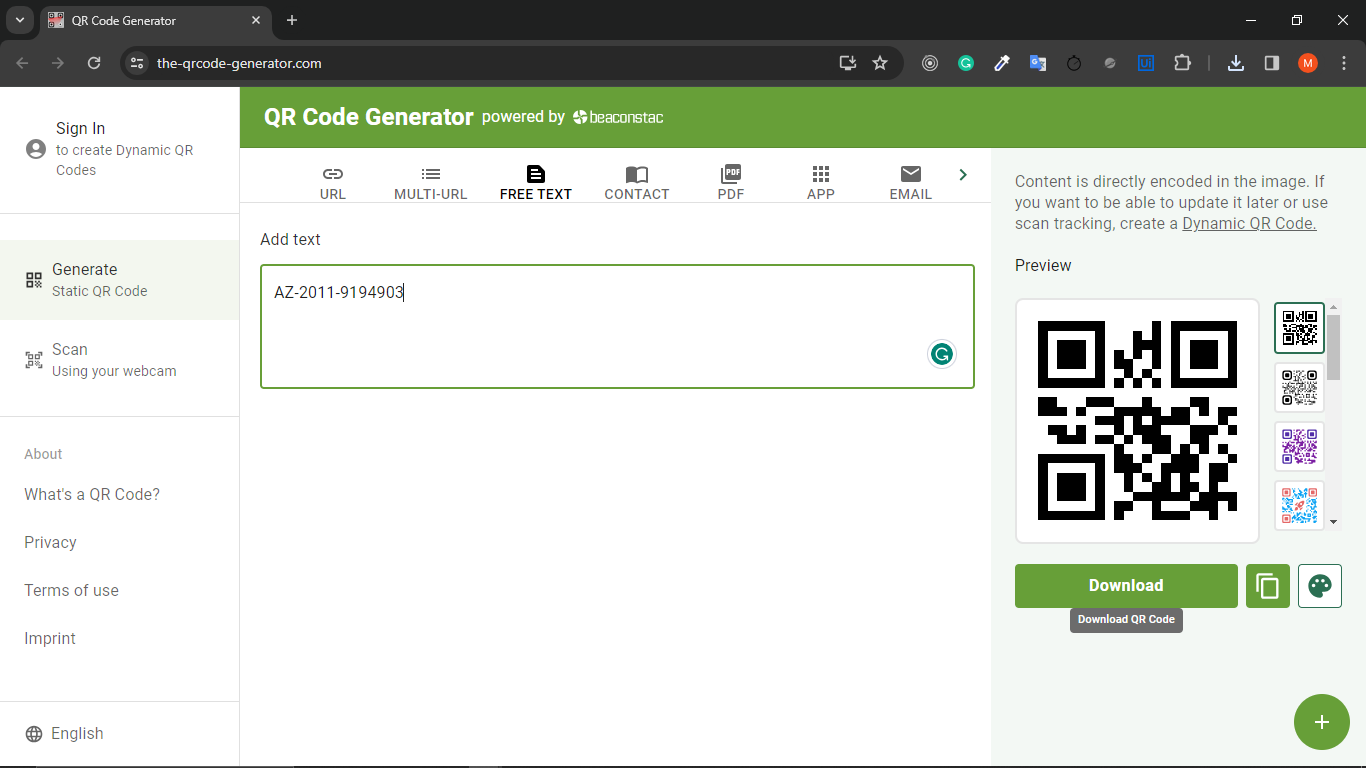 QR Code Generator
the-qrcode-generator.com
M
Sign In
to create Dynamic QR
Codes
Generate
Static QR Code
Scan
Using your webcam
About
What's a QR Code?
Privacy
Terms of use
Imprint
English
QR Code Generator powered by beaconstac
URL
MULTI-URL
FREE TEXT
CONTACT
PDF
PDF
APP
EMAIL
Add text
AZ-2011-9194903
Content is directly encoded in the image. If
you want to be able to update it later or use
scan tracking, create a Dynamic QR Code.
Preview
Download
Download QR Code